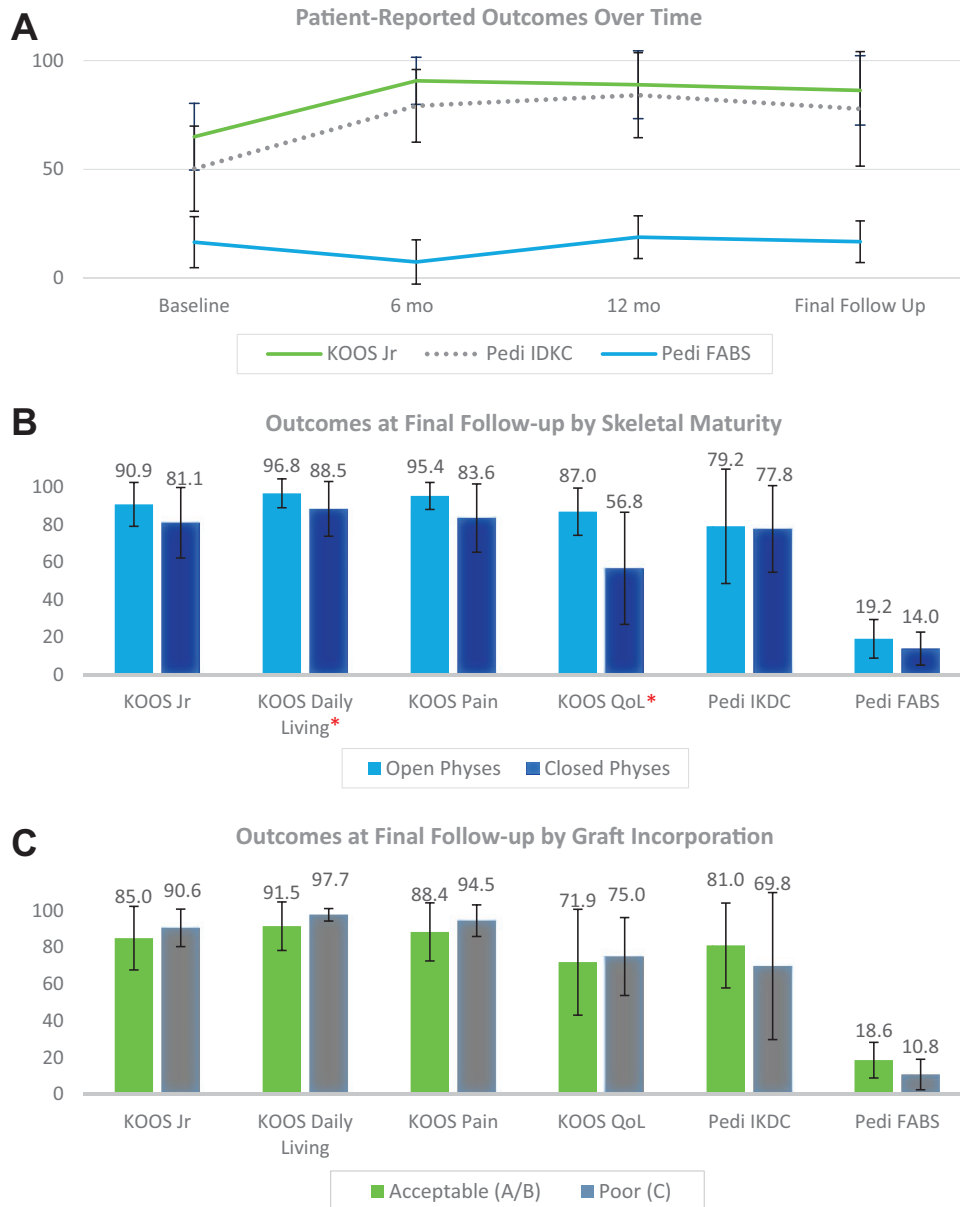 A
Patient-Reported Outcomes Over Time
100
50
0
Baseline 6 mo 12 mo Final Follow Up
KOOS Jr Pedi IDKC Pedi FABS
B
Outcomes at Final Follow-up by Skeletal Maturity
90.9 81.1 96.8 88.5 95.4 83.6 87.0 56.8 79.2 77.8 19.2 14.0
100
80
60
40
20
0
KOOS Jr KOOS Daily Living* KOOS Pain KOOS QoL* Pedi IKDC Pedi FABS
Open Physes Closed Physes
C
Outcomes at Final Follow-up by Graft Incorporation
85.0 90.6 91.5 97.7 88.4 94.5 71.9 75.0 81.0 69.8 18.6 10.8
100
80
60
40
20
0
KOOS Jr KOOS Daily Living KOOS Pain KOOS QoL Pedi IKDC Pedi FABS
Acceptable (A/B) Poor (C)